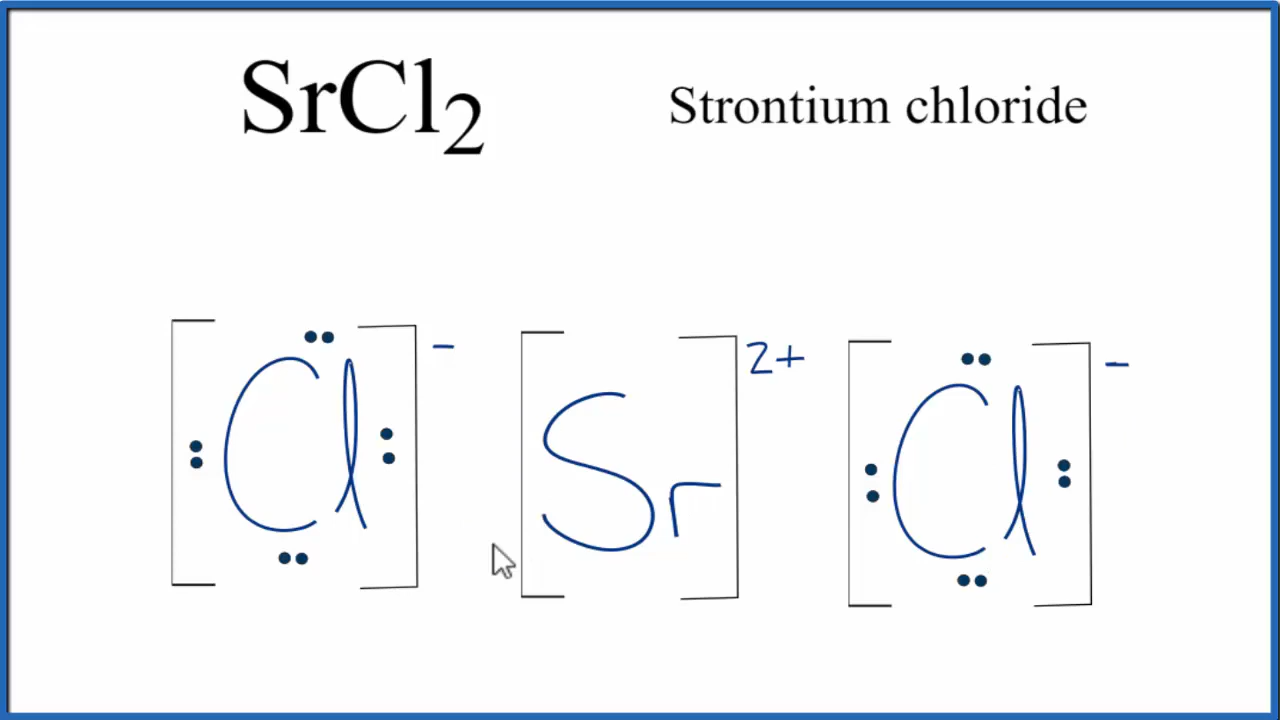 SrCl₂ Strontium chloride
[Cl]⁻ [Sr]²⁺ [Cl]⁻